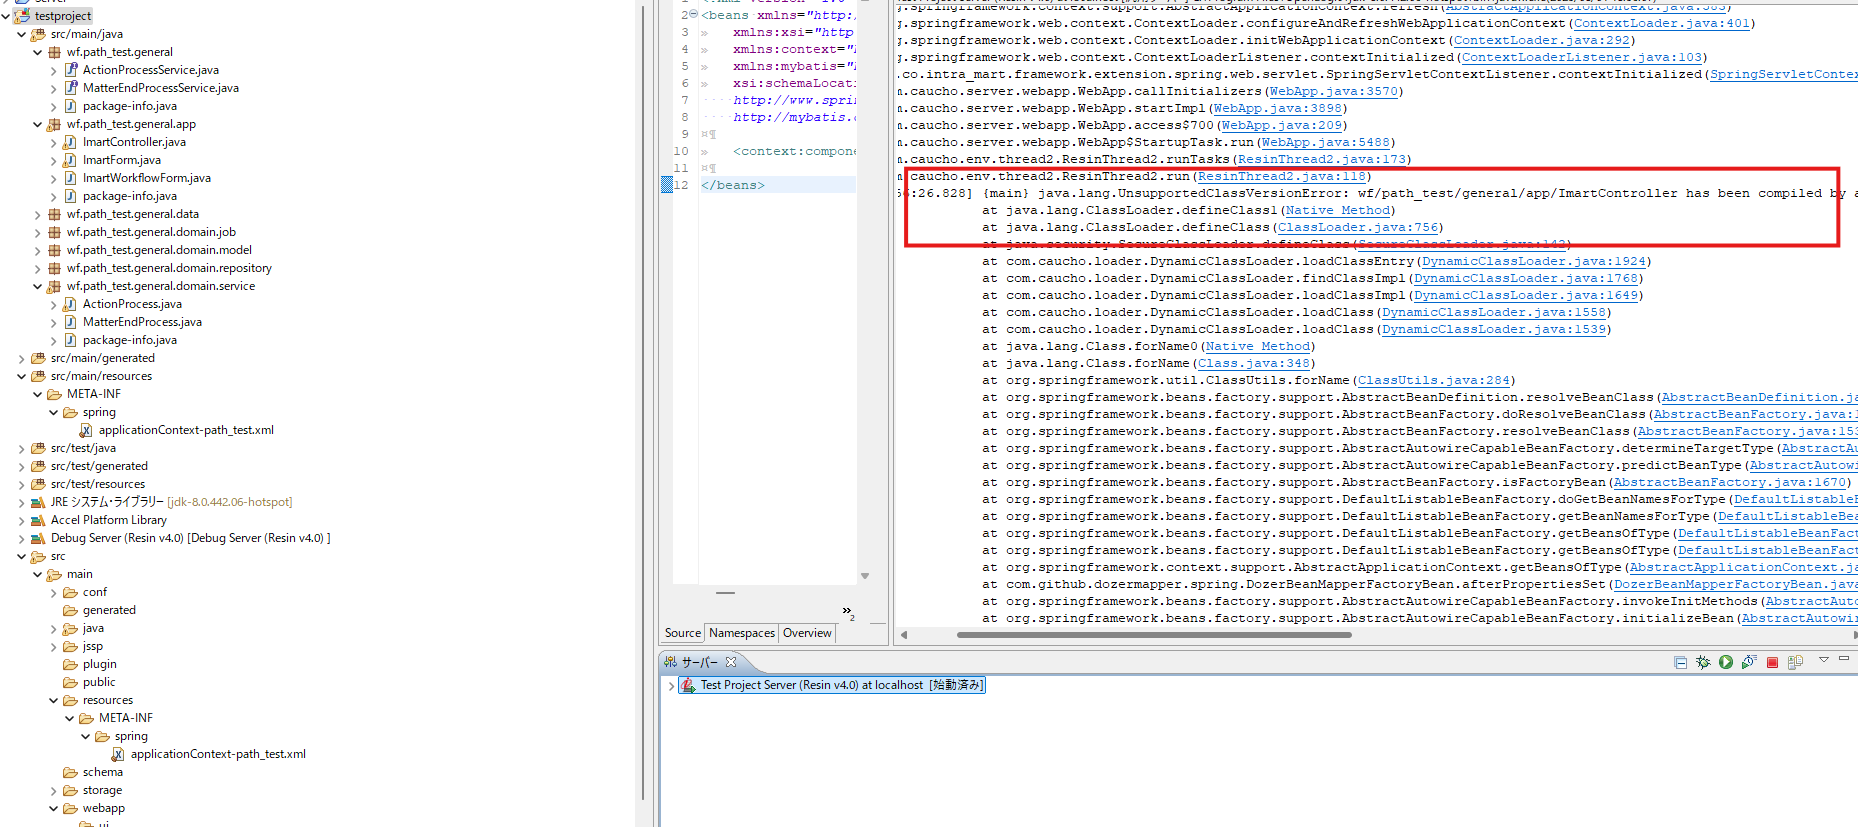 server
testproject
src/main/java
wf.path_test.general
ActionProcessService.java
MatterEndProcessService.java
package-info.java
wf.path_test.general.app
ImartController.java
ImartForm.java
ImartWorkflowForm.java
package-info.java
wf.path_test.general.data
wf.path_test.general.domain.job
wf.path_test.general.domain.model
wf.path_test.general.domain.repository
wf.path_test.general.domain.service
ActionProcess.java
MatterEndProcess.java
package-info.java
src/main/generated
src/main/resources
META-INF
spring
applicationContext-path_test.xml
src/test/java
src/test/generated
src/test/resources
JRE システム・ライブラリー [jdk-8.0.442.06-hotspot]
Accel Platform Library
Debug Server (Resin v4.0) [Debug Server (Resin v4.0) ]
src
main
conf
generated
java
jssp
plugin
public
resources
META-INF
spring
applicationContext-path_test.xml
schema
storage
webapp
ui
2 <beans xmlns="http:/
3 » xmlns:xsi="http
4 » xmlns:context="h
5 » xmlns:mybatis="h
6 » xsi:schemaLocati
7 http://www.sprin
8 http://mybatis.o
9 ¤¶
10 » <context:compone
11 ¤¶
12 </beans>
2
Source Namespaces Overview
g.springframework.context.support.AbstractApplicationContext.refresh(AbstractApplicationContext.java:583)
g.springframework.web.context.ContextLoader.configureAndRefreshWebApplicationContext(ContextLoader.java:401)
g.springframework.web.context.ContextLoader.initWebApplicationContext(ContextLoader.java:292)
g.springframework.web.context.ContextLoaderListener.contextInitialized(ContextLoaderListener.java:103)
.co.intra_mart.framework.extension.spring.web.servlet.SpringServletContextListener.contextInitialized(SpringServletConte
m.caucho.server.webapp.WebApp.callInitializers(WebApp.java:3570)
m.caucho.server.webapp.WebApp.startImpl(WebApp.java:3898)
m.caucho.server.webapp.WebApp.access$700(WebApp.java:209)
m.caucho.server.webapp.WebApp$StartupTask.run(WebApp.java:5488)
m.caucho.env.thread2.ResinThread2.runTasks(ResinThread2.java:173)
m.caucho.env.thread2.ResinThread2.run(ResinThread2.java:118)
56:26.828] {main} java.lang.UnsupportedClassVersionError: wf/path_test/general/app/ImartController has been compiled by a
at java.lang.ClassLoader.defineClass1(Native Method)
at java.lang.ClassLoader.defineClass(ClassLoader.java:756)
at java.security.SecureClassLoader.defineClass(SecureClassLoader.java:142)
at com.caucho.loader.DynamicClassLoader.loadClassEntry(DynamicClassLoader.java:1924)
at com.caucho.loader.DynamicClassLoader.findClassImpl(DynamicClassLoader.java:1768)
at com.caucho.loader.DynamicClassLoader.loadClassImpl(DynamicClassLoader.java:1649)
at com.caucho.loader.DynamicClassLoader.loadClass(DynamicClassLoader.java:1558)
at com.caucho.loader.DynamicClassLoader.loadClass(DynamicClassLoader.java:1539)
at java.lang.Class.forName0(Native Method)
at java.lang.Class.forName(Class.java:348)
at org.springframework.util.ClassUtils.forName(ClassUtils.java:284)
at org.springframework.beans.factory.support.AbstractBeanDefinition.resolveBeanClass(AbstractBeanDefinition.ja
at org.springframework.beans.factory.support.AbstractBeanFactory.doResolveBeanClass(AbstractBeanFactory.java:1
at org.springframework.beans.factory.support.AbstractBeanFactory.resolveBeanClass(AbstractBeanFactory.java:153
at org.springframework.beans.factory.support.AbstractAutowireCapableBeanFactory.determineTargetType(AbstractAu
at org.springframework.beans.factory.support.AbstractAutowireCapableBeanFactory.predictBeanType(AbstractAutowi
at org.springframework.beans.factory.support.AbstractBeanFactory.isFactoryBean(AbstractBeanFactory.java:1670)
at org.springframework.beans.factory.support.DefaultListableBeanFactory.doGetBeanNamesForType(DefaultListableB
at org.springframework.beans.factory.support.DefaultListableBeanFactory.getBeanNamesForType(DefaultListableBea
at org.springframework.beans.factory.support.DefaultListableBeanFactory.getBeansOfType(DefaultListableBeanFact
at org.springframework.beans.factory.support.DefaultListableBeanFactory.getBeansOfType(DefaultListableBeanFact
at org.springframework.context.support.AbstractApplicationContext.getBeansOfType(AbstractApplicationContext.ja
at com.github.dozermapper.spring.DozerBeanMapperFactoryBean.afterPropertiesSet(DozerBeanMapperFactoryBean.java
at org.springframework.beans.factory.support.AbstractAutowireCapableBeanFactory.invokeInitMethods(AbstractAuto
at org.springframework.beans.factory.support.AbstractAutowireCapableBeanFactory.initializeBean(AbstractAutowir
サーバー
Test Project Server (Resin v4.0) at localhost [始動済み]